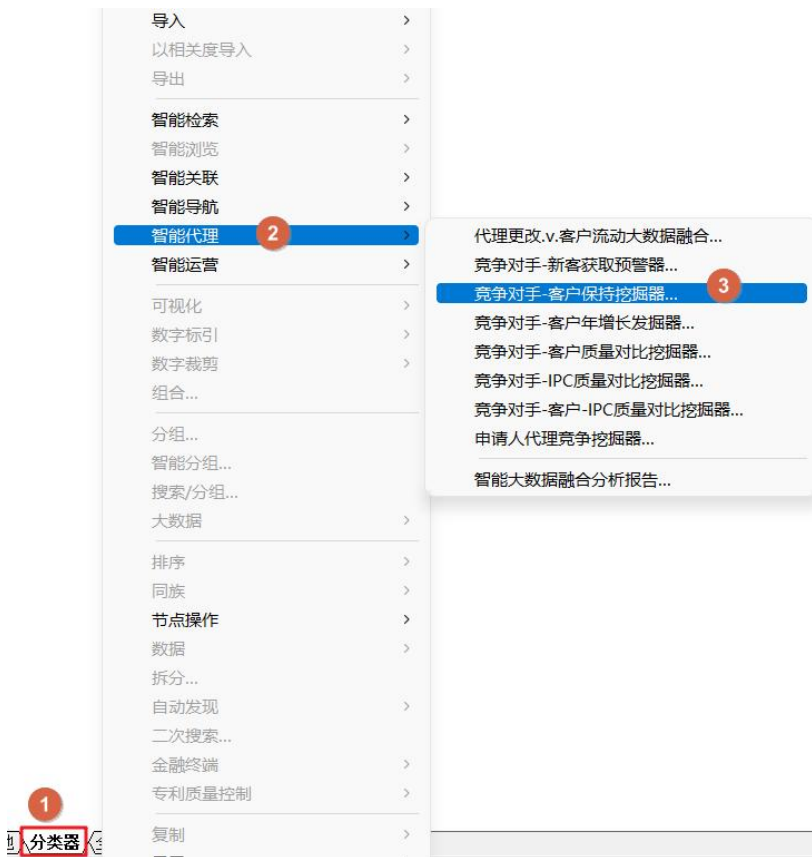 导入
以相关度导入
导出
智能检索
智能浏览
智能关联
智能导航
智能代理 2
智能运营
代理更改.v.客户流动大数据融合...
竞争对手-新客获取预警器...
竞争对手-客户保持挖掘器... 3
竞争对手-客户年增长发掘器...
竞争对手-客户质量对比挖掘器...
竞争对手-IPC质量对比挖掘器...
竞争对手-客户-IPC质量对比挖掘器...
申请人代理竞争挖掘器...
智能大数据融合分析报告...
可视化
数字标引
数字裁剪
组合...
分组...
智能分组...
搜索/分组...
大数据
排序
同族
节点操作
数据
拆分...
自动发现
二次搜索...
金融终端
专利质量控制
1
分类器
复制